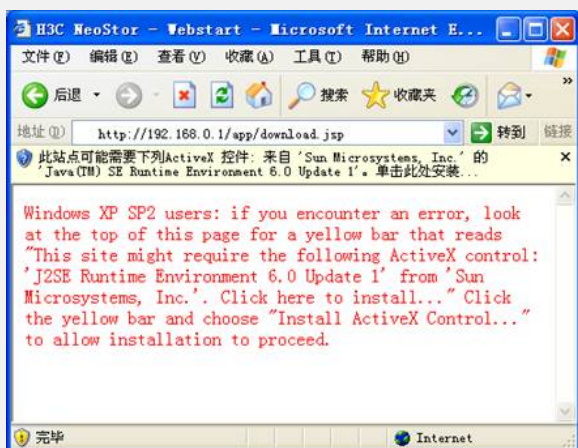 H3C NeoStor - Webstart - Microsoft Internet E...
文件(F) 编辑(E) 查看(V) 收藏(A) 工具(T) 帮助(H)
后退 搜索 收藏夹 »
地址(D) http://192.168.0.1/app/download.jsp 转到 链接
此站点可能需要下列ActiveX 控件: 来自 'Sun Microsystems, Inc.' 的
'Java(TM) SE Runtime Environment 6.0 Update 1'。单击此处安装...
Windows XP SP2 users: if you encounter an error, look
at the top of this page for a yellow bar that reads
"This site might require the following ActiveX control:
'J2SE Runtime Environment 6.0 Update 1' from 'Sun
Microsystems, Inc.'. Click here to install..." Click
the yellow bar and choose "Install ActiveX Control..."
to allow installation to proceed.
完毕 Internet